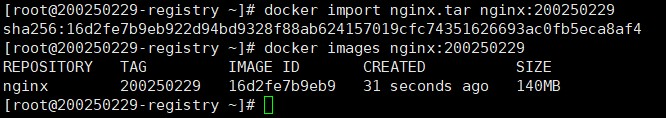 [root@200250229-registry ~]# docker import nginx.tar nginx:200250229
sha256:16d2fe7b9eb922d94bd9328f88ab624157019cfc74351626693ac0fb5eca8af4
[root@200250229-registry ~]# docker images nginx:200250229
REPOSITORY TAG IMAGE ID CREATED SIZE
nginx 200250229 16d2fe7b9eb9 31 seconds ago 140MB
[root@200250229-registry ~]#